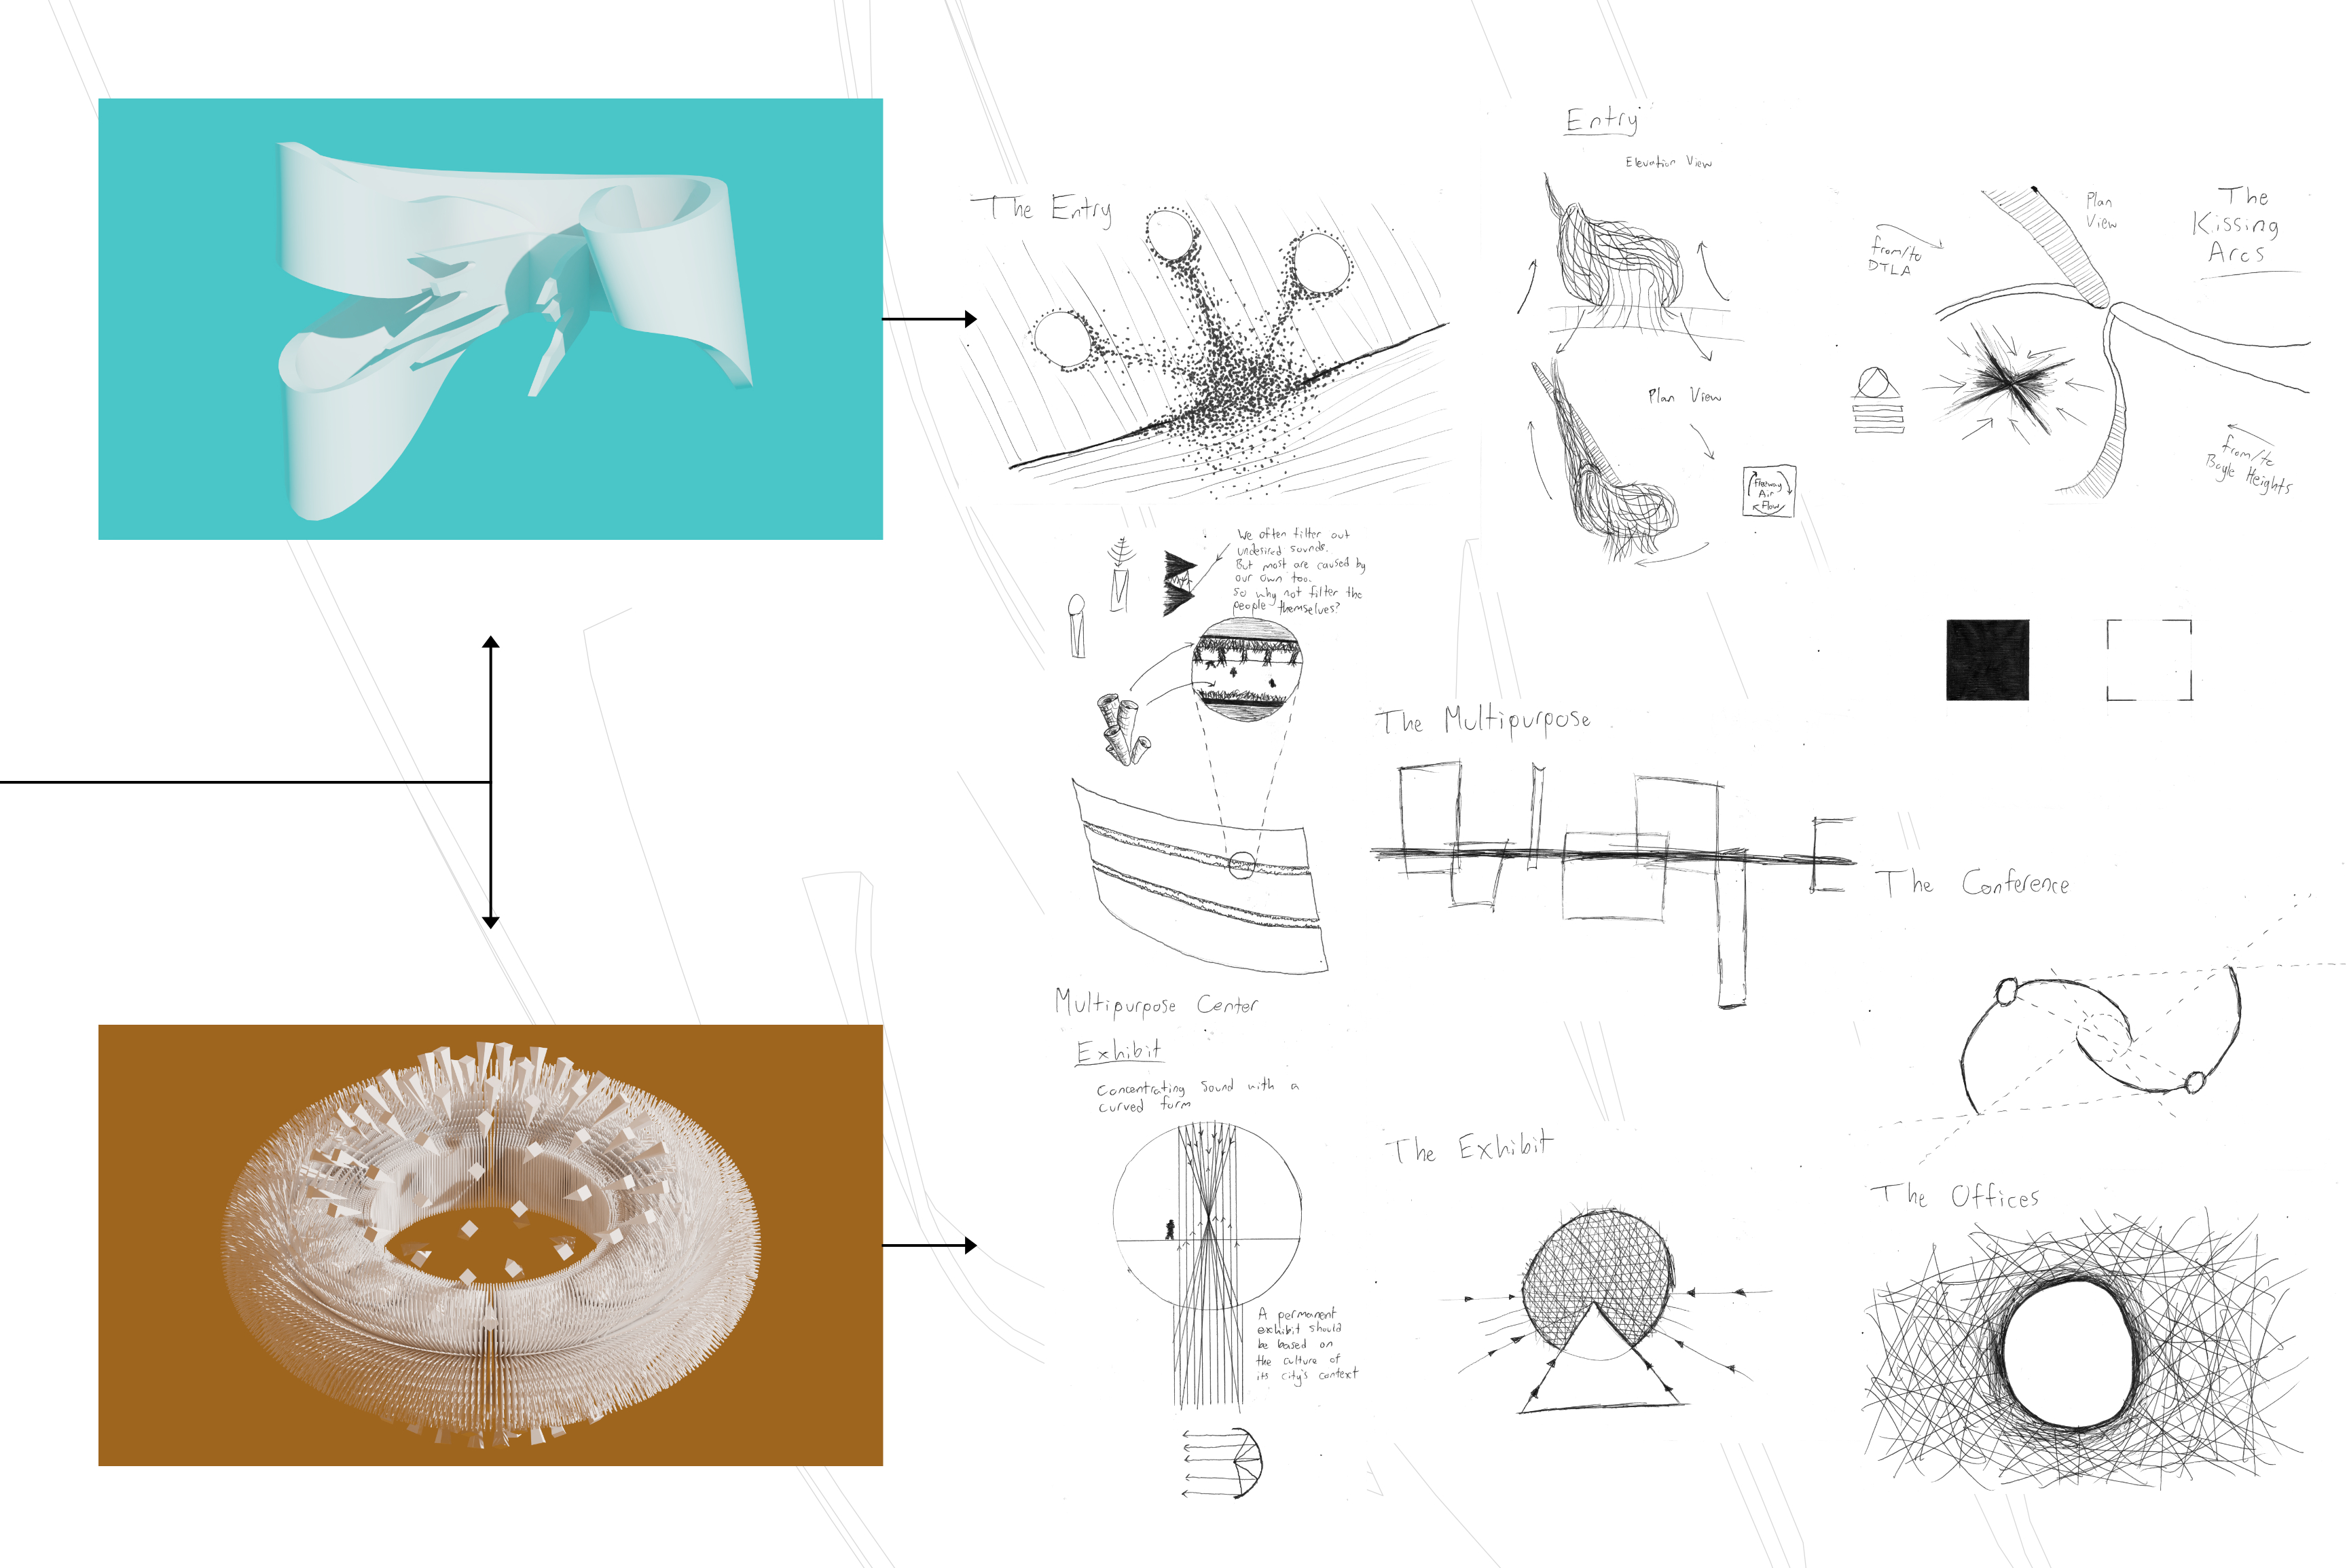 The Entry
Entry
Elevation View
Plan View
Freeway
Air
Flow
The
Kissing
Arcs
Plan
View
from/to
DTLA
from/to
Boyle Heights
We often filter out
undesired sounds.
But most are caused by
our own too.
So why not filter the
people themselves?
Multipurpose Center
The Multipurpose
The Conference
Exhibit
Concentrating sound with a
curved form
A permanent
exhibit should
be based on
the culture of
its city's context
The Exhibit
The Offices